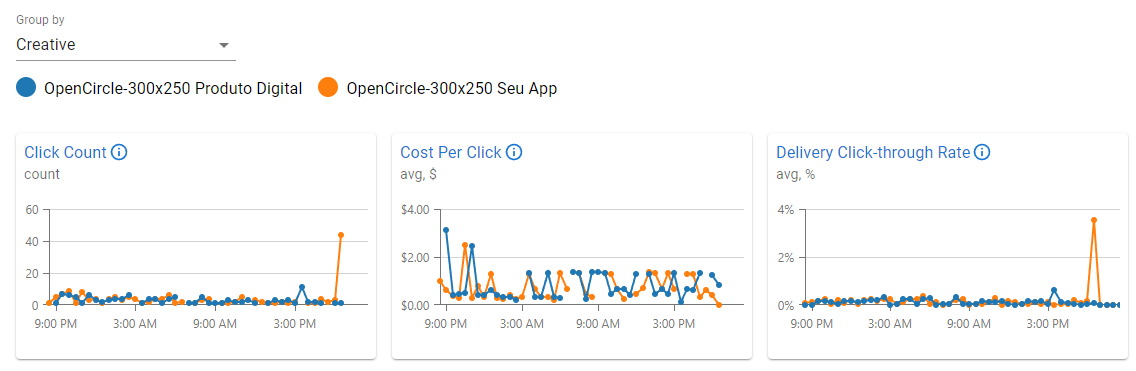 Group by
Creative
OpenCircle-300x250 Produto Digital OpenCircle-300x250 Seu App
Click Count
count
60
40
20
0
9:00 PM 3:00 AM 9:00 AM 3:00 PM
Cost Per Click
avg, $
$4.00
$2.00
$0.00
9:00 PM 3:00 AM 9:00 AM 3:00 PM
Delivery Click-through Rate
avg, %
4%
2%
0%
9:00 PM 3:00 AM 9:00 AM 3:00 PM